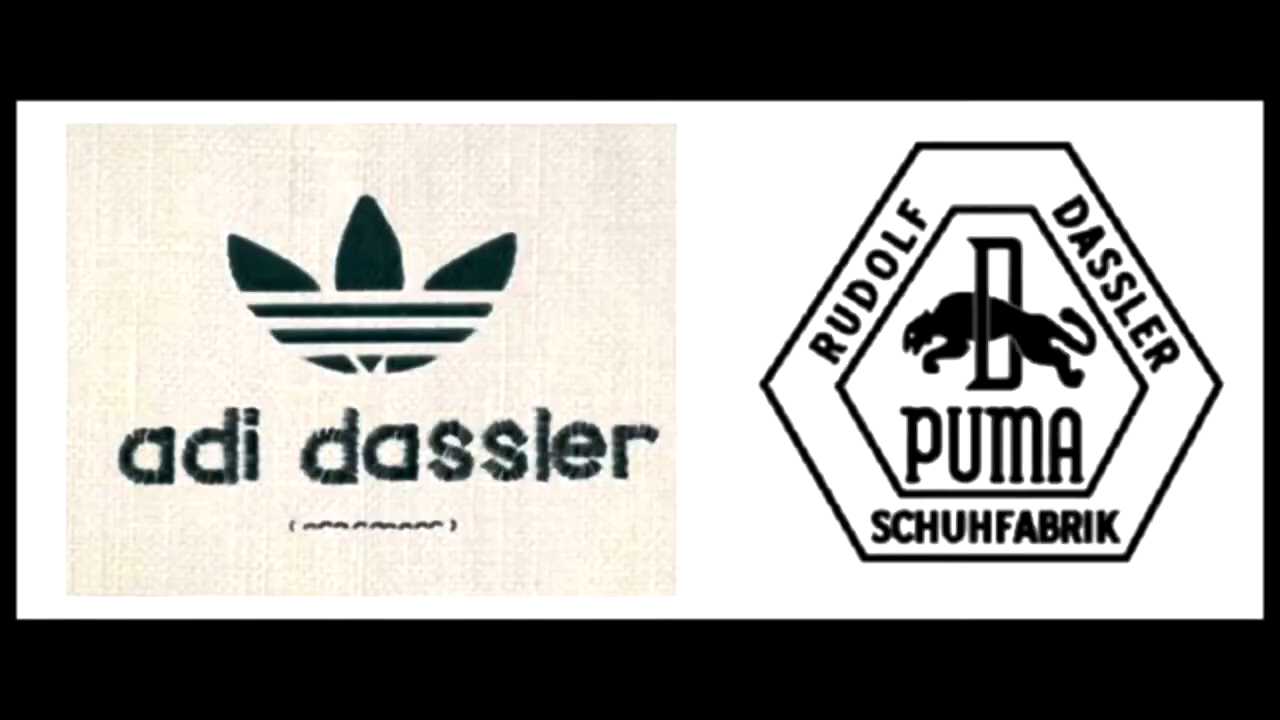 adi dassler
RUDOLF
DASSLER
D
PUMA
SCHUHFABRIK